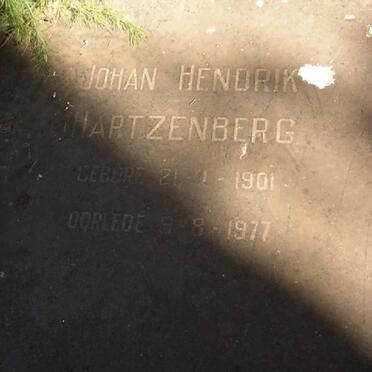 JOHAN HENDRIK
HARTZENBERG
GEBORE 21-1-1901
OORLEDE 9-8-1977